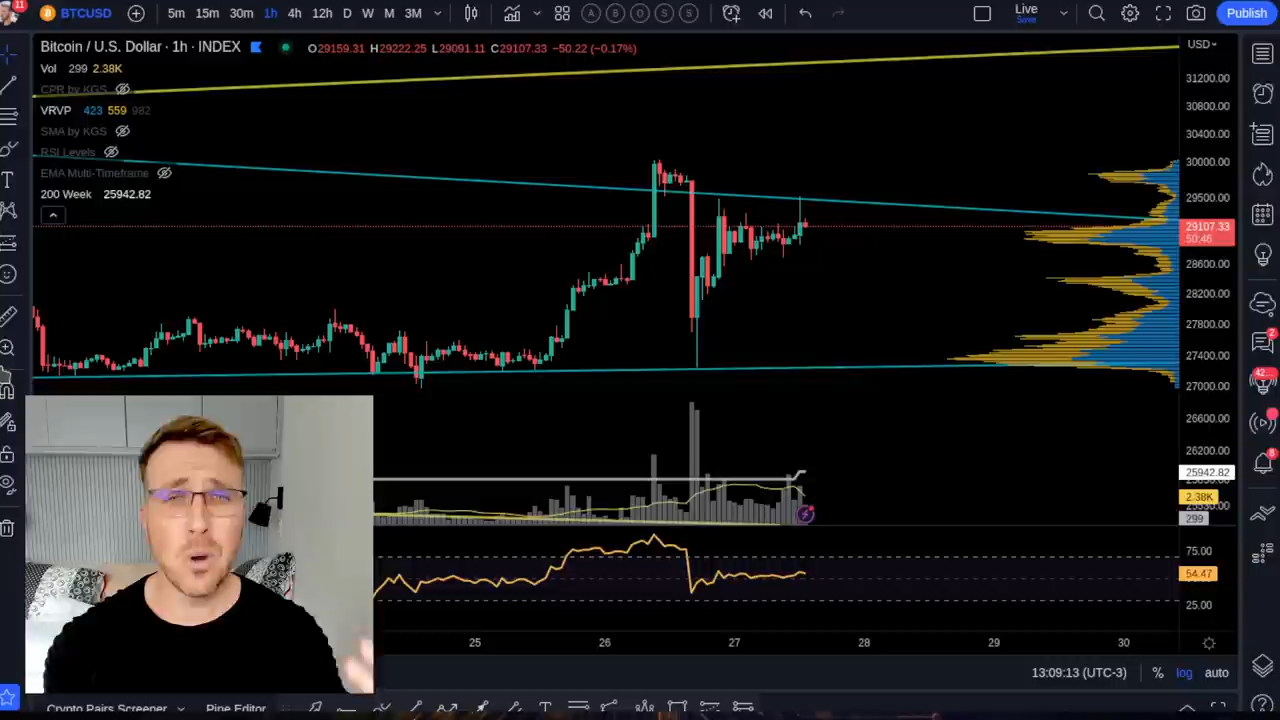 11
BTCUSD
5m 15m 30m 1h 4h 12h D W M 3M
A B O S S
Live
Save
Publish
Bitcoin / U.S. Dollar · 1h · INDEX
O29159.31 H29222.25 L29091.11 C29107.33 −50.22 (−0.17%)
USD
Vol 299 2.38K
CPR by KGS
VRVP 423 559 982
SMA by KGS
RSI Levels
EMA Multi-Timeframe
200 Week 25942.82
31200.00
30800.00
30400.00
30000.00
29500.00
29107.33
50:46
28600.00
28200.00
27800.00
27400.00
27000.00
26600.00
26200.00
25942.82
2.38K
299
75.00
54.47
25.00
2
42...
8
25 26 27 28 29 30
13:09:13 (UTC-3) % log auto
Crypto Pairs Screener Pine Editor